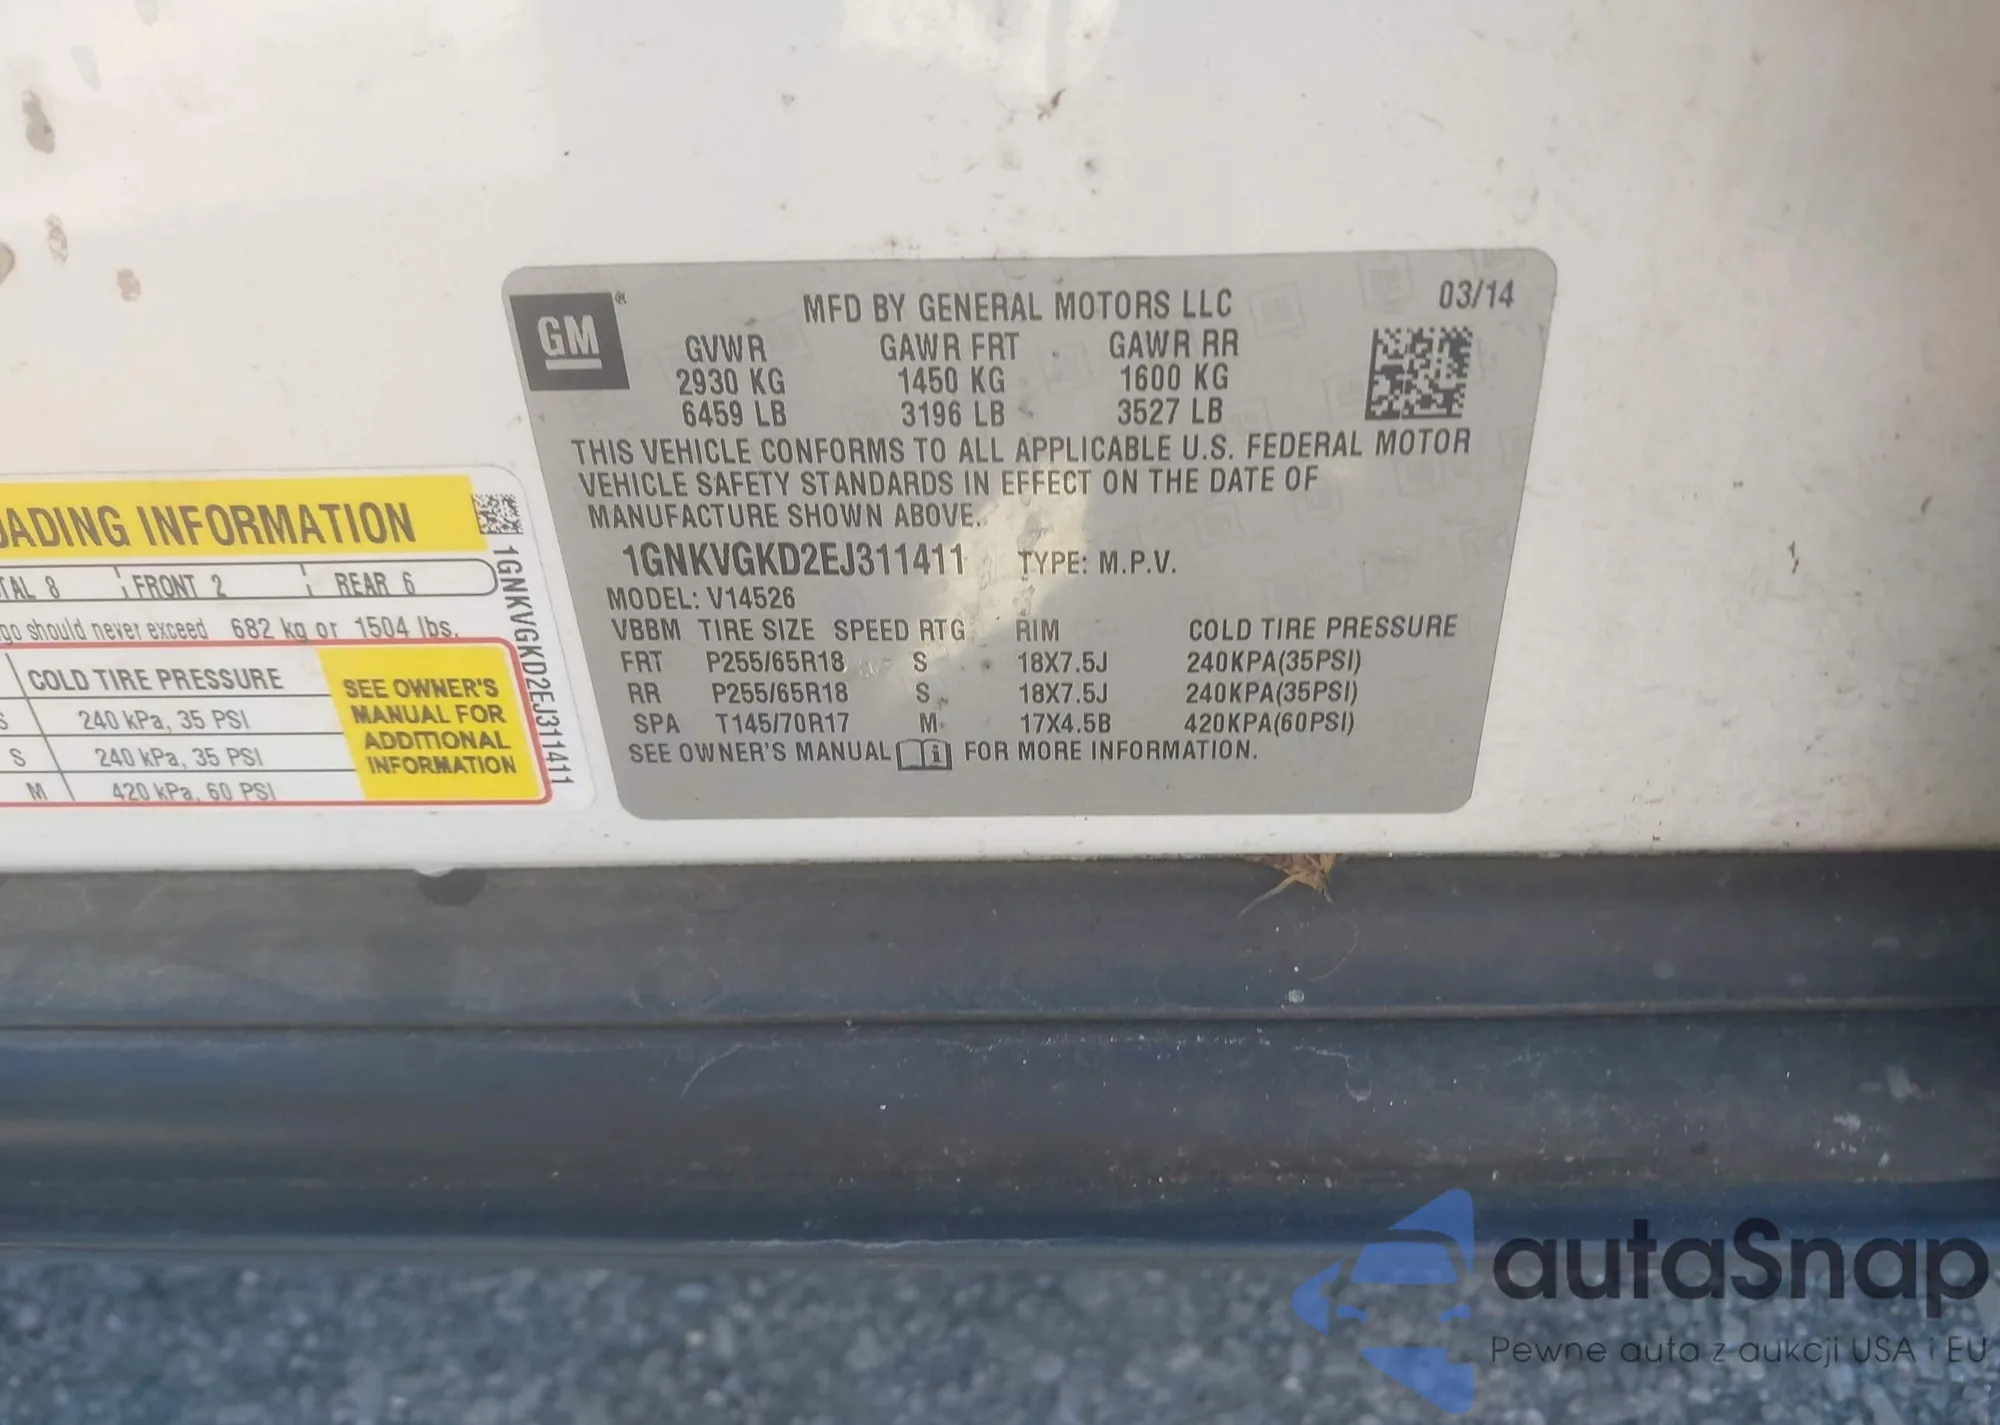 GM
MFD BY GENERAL MOTORS LLC 03/14
GVWR GAWR FRT GAWR RR
2930 KG 1450 KG 1600 KG
6459 LB 3196 LB 3527 LB
THIS VEHICLE CONFORMS TO ALL APPLICABLE U.S. FEDERAL MOTOR
VEHICLE SAFETY STANDARDS IN EFFECT ON THE DATE OF
MANUFACTURE SHOWN ABOVE.
1GNKVGKD2EJ311411 TYPE: M.P.V.
MODEL: V14526
VBBM TIRE SIZE SPEED RTG RIM COLD TIRE PRESSURE
FRT P255/65R18 S 18X7.5J 240KPA(35PSI)
RR P255/65R18 S 18X7.5J 240KPA(35PSI)
SPA T145/70R17 M 17X4.5B 420KPA(60PSI)
SEE OWNER'S MANUAL i FOR MORE INFORMATION.
ADING INFORMATION
TAL 8 FRONT 2 REAR 6
go should never exceed 682 kg or 1504 lbs.
COLD TIRE PRESSURE
S 240 kPa, 35 PSI
S 240 kPa, 35 PSI
M 420 kPa, 60 PSI
SEE OWNER'S
MANUAL FOR
ADDITIONAL
INFORMATION
1GNKVGKD2EJ311411
autaSnap
Pewne auta z aukcji USA i EU